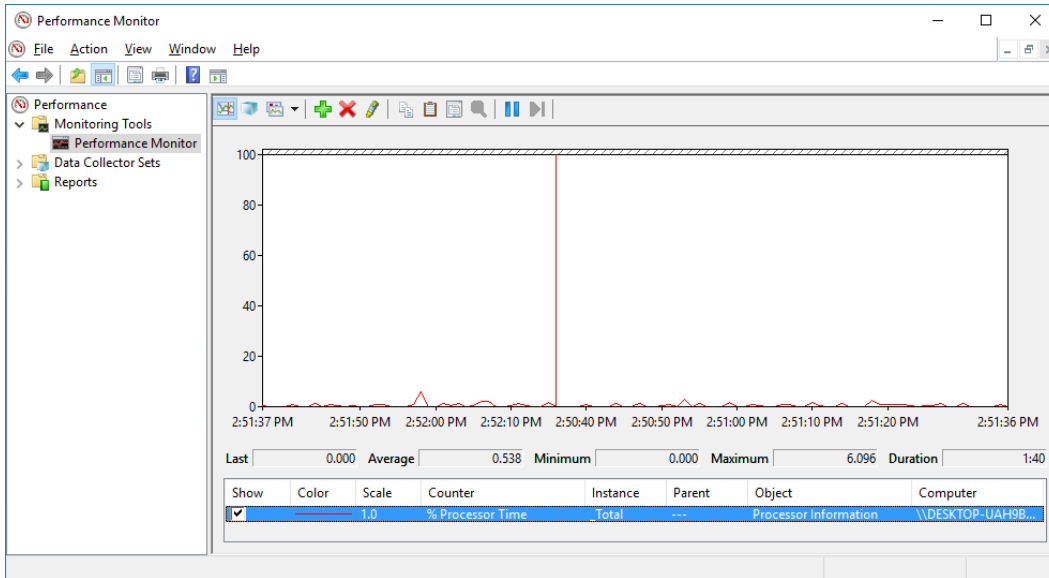 Performance Monitor
File Action View Window Help
Performance
Monitoring Tools
Performance Monitor
Data Collector Sets
Reports
100
80
60
40
20
0
2:51:37 PM 2:51:50 PM 2:52:00 PM 2:52:10 PM 2:50:40 PM 2:50:50 PM 2:51:00 PM 2:51:10 PM 2:51:20 PM 2:51:36 PM
Last 0.000 Average 0.538 Minimum 0.000 Maximum 6.096 Duration 1:40
Show Color Scale Counter Instance Parent Object Computer
1.0 % Processor Time _Total --- Processor Information \\DESKTOP-UAH9B...